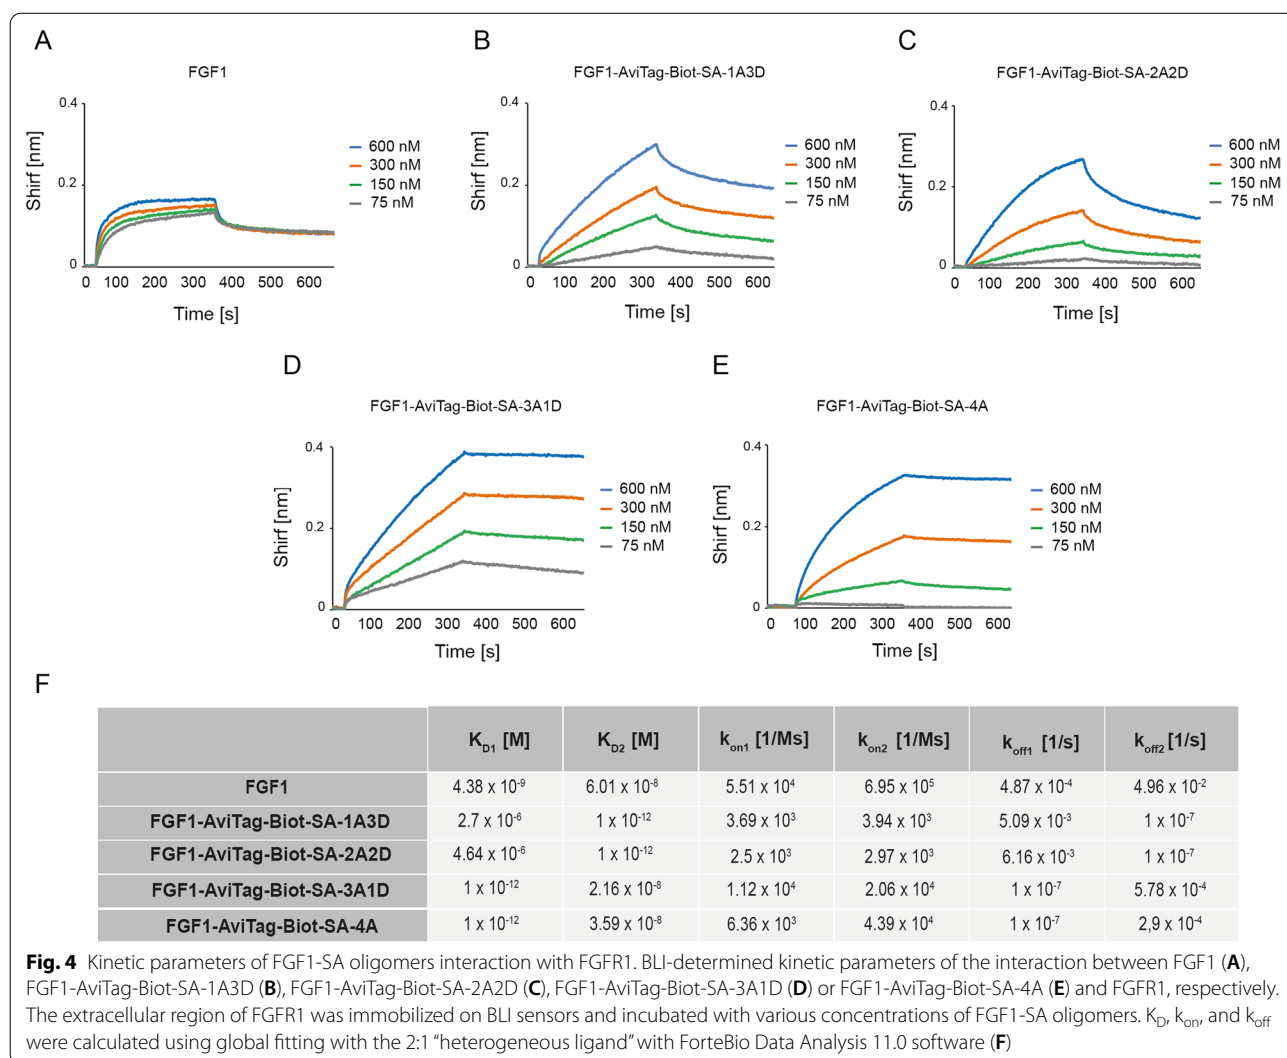 A
FGF1
0.4
0.2
0
Shirf [nm]
0 100 200 300 400 500 600
Time [s]
600 nM
300 nM
150 nM
75 nM
B
FGF1-AviTag-Biot-SA-1A3D
0.4
0.2
0
Shirf [nm]
0 100 200 300 400 500 600
Time [s]
600 nM
300 nM
150 nM
75 nM
C
FGF1-AviTag-Biot-SA-2A2D
0.4
0.2
0
Shirf [nm]
0 100 200 300 400 500 600
Time [s]
600 nM
300 nM
150 nM
75 nM
D
FGF1-AviTag-Biot-SA-3A1D
0.4
0.2
0
Shirf [nm]
0 100 200 300 400 500 600
Time [s]
600 nM
300 nM
150 nM
75 nM
E
FGF1-AviTag-Biot-SA-4A
0.4
0.2
0
Shirf [nm]
0 100 200 300 400 500 600
Time [s]
600 nM
300 nM
150 nM
75 nM
F
K_D1 [M] K_D2 [M] k_on1 [1/Ms] k_on2 [1/Ms] k_off1 [1/s] k_off2 [1/s]
FGF1 4.38 x 10⁻⁹ 6.01 x 10⁻⁸ 5.51 x 10⁴ 6.95 x 10⁵ 4.87 x 10⁻⁴ 4.96 x 10⁻²
FGF1-AviTag-Biot-SA-1A3D 2.7 x 10⁻⁶ 1 x 10⁻¹² 3.69 x 10³ 3.94 x 10³ 5.09 x 10⁻³ 1 x 10⁻⁷
FGF1-AviTag-Biot-SA-2A2D 4.64 x 10⁻⁶ 1 x 10⁻¹² 2.5 x 10³ 2.97 x 10³ 6.16 x 10⁻³ 1 x 10⁻⁷
FGF1-AviTag-Biot-SA-3A1D 1 x 10⁻¹² 2.16 x 10⁻⁸ 1.12 x 10⁴ 2.06 x 10⁴ 1 x 10⁻⁷ 5.78 x 10⁻⁴
FGF1-AviTag-Biot-SA-4A 1 x 10⁻¹² 3.59 x 10⁻⁸ 6.36 x 10³ 4.39 x 10⁴ 1 x 10⁻⁷ 2,9 x 10⁻⁴
Fig. 4 Kinetic parameters of FGF1-SA oligomers interaction with FGFR1. BLI-determined kinetic parameters of the interaction between FGF1 (A),
FGF1-AviTag-Biot-SA-1A3D (B), FGF1-AviTag-Biot-SA-2A2D (C), FGF1-AviTag-Biot-SA-3A1D (D) or FGF1-AviTag-Biot-SA-4A (E) and FGFR1, respectively.
The extracellular region of FGFR1 was immobilized on BLI sensors and incubated with various concentrations of FGF1-SA oligomers. K_D, k_on, and k_off
were calculated using global fitting with the 2:1 “heterogeneous ligand” with ForteBio Data Analysis 11.0 software (F)